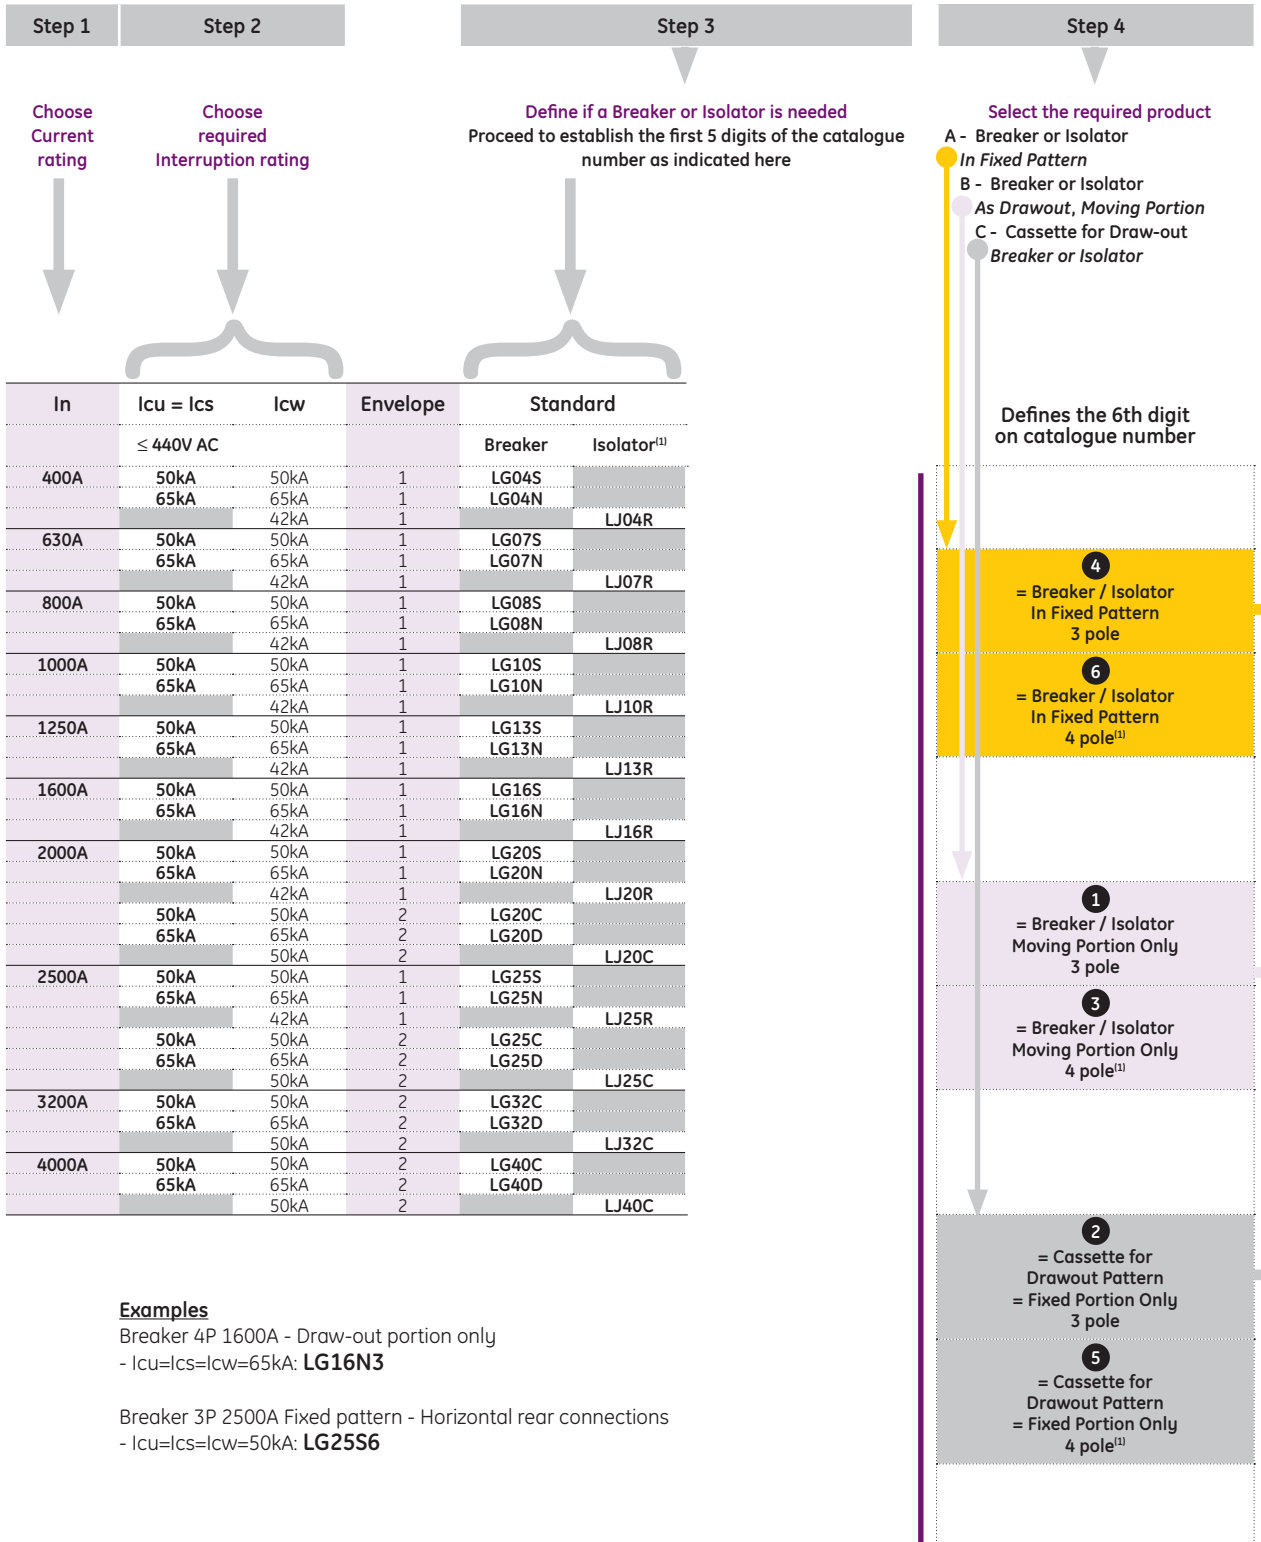 Step 1
Step 2
Step 3
Step 4
Choose
Current
rating
Choose
required
Interruption rating
Define if a Breaker or Isolator is needed
Proceed to establish the first 5 digits of the catalogue
number as indicated here
Select the required product
A - Breaker or Isolator
In Fixed Pattern
B - Breaker or Isolator
As Drawout, Moving Portion
C - Cassette for Draw-out
Breaker or Isolator
In Icu = Ics Icw Envelope Standard
≤ 440V AC Breaker Isolator(1)
400A 50kA 50kA 1 LG04S
65kA 65kA 1 LG04N
42kA 1 LJ04R
630A 50kA 50kA 1 LG07S
65kA 65kA 1 LG07N
42kA 1 LJ07R
800A 50kA 50kA 1 LG08S
65kA 65kA 1 LG08N
42kA 1 LJ08R
1000A 50kA 50kA 1 LG10S
65kA 65kA 1 LG10N
42kA 1 LJ10R
1250A 50kA 50kA 1 LG13S
65kA 65kA 1 LG13N
42kA 1 LJ13R
1600A 50kA 50kA 1 LG16S
65kA 65kA 1 LG16N
42kA 1 LJ16R
2000A 50kA 50kA 1 LG20S
65kA 65kA 1 LG20N
42kA 1 LJ20R
50kA 50kA 2 LG20C
65kA 65kA 2 LG20D
50kA 2 LJ20C
2500A 50kA 50kA 1 LG25S
65kA 65kA 1 LG25N
42kA 1 LJ25R
50kA 50kA 2 LG25C
65kA 65kA 2 LG25D
50kA 2 LJ25C
3200A 50kA 50kA 2 LG32C
65kA 65kA 2 LG32D
50kA 2 LJ32C
4000A 50kA 50kA 2 LG40C
65kA 65kA 2 LG40D
50kA 2 LJ40C
Defines the 6th digit
on catalogue number
4
= Breaker / Isolator
In Fixed Pattern
3 pole
6
= Breaker / Isolator
In Fixed Pattern
4 pole(1)
1
= Breaker / Isolator
Moving Portion Only
3 pole
3
= Breaker / Isolator
Moving Portion Only
4 pole(1)
2
= Cassette for
Drawout Pattern
= Fixed Portion Only
3 pole
5
= Cassette for
Drawout Pattern
= Fixed Portion Only
4 pole(1)
Examples
Breaker 4P 1600A - Draw-out portion only
- Icu=Ics=Icw=65kA: LG16N3
Breaker 3P 2500A Fixed pattern - Horizontal rear connections
- Icu=Ics=Icw=50kA: LG25S6